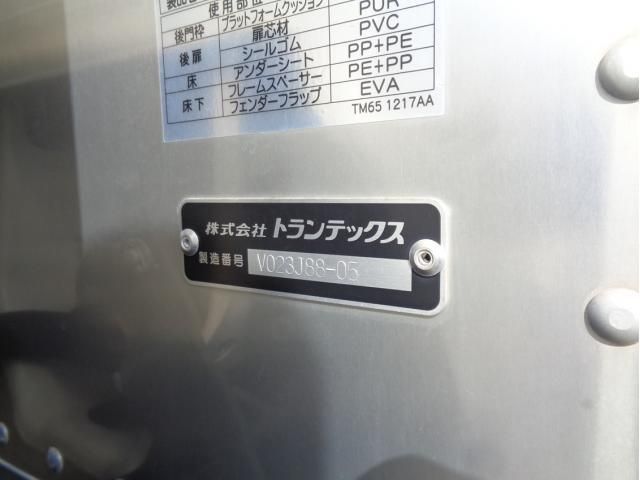 使用部位
後門枠 プラットフォームクッション PUR
後扉 扉芯材 PVC
シールゴム PP+PE
床 アンダーシート PE+PP
床下 フレームスペーサー EVA
フェンダーフラップ
TM65 1217AA
株式会社 トランテックス
製造番号 V023J88-05